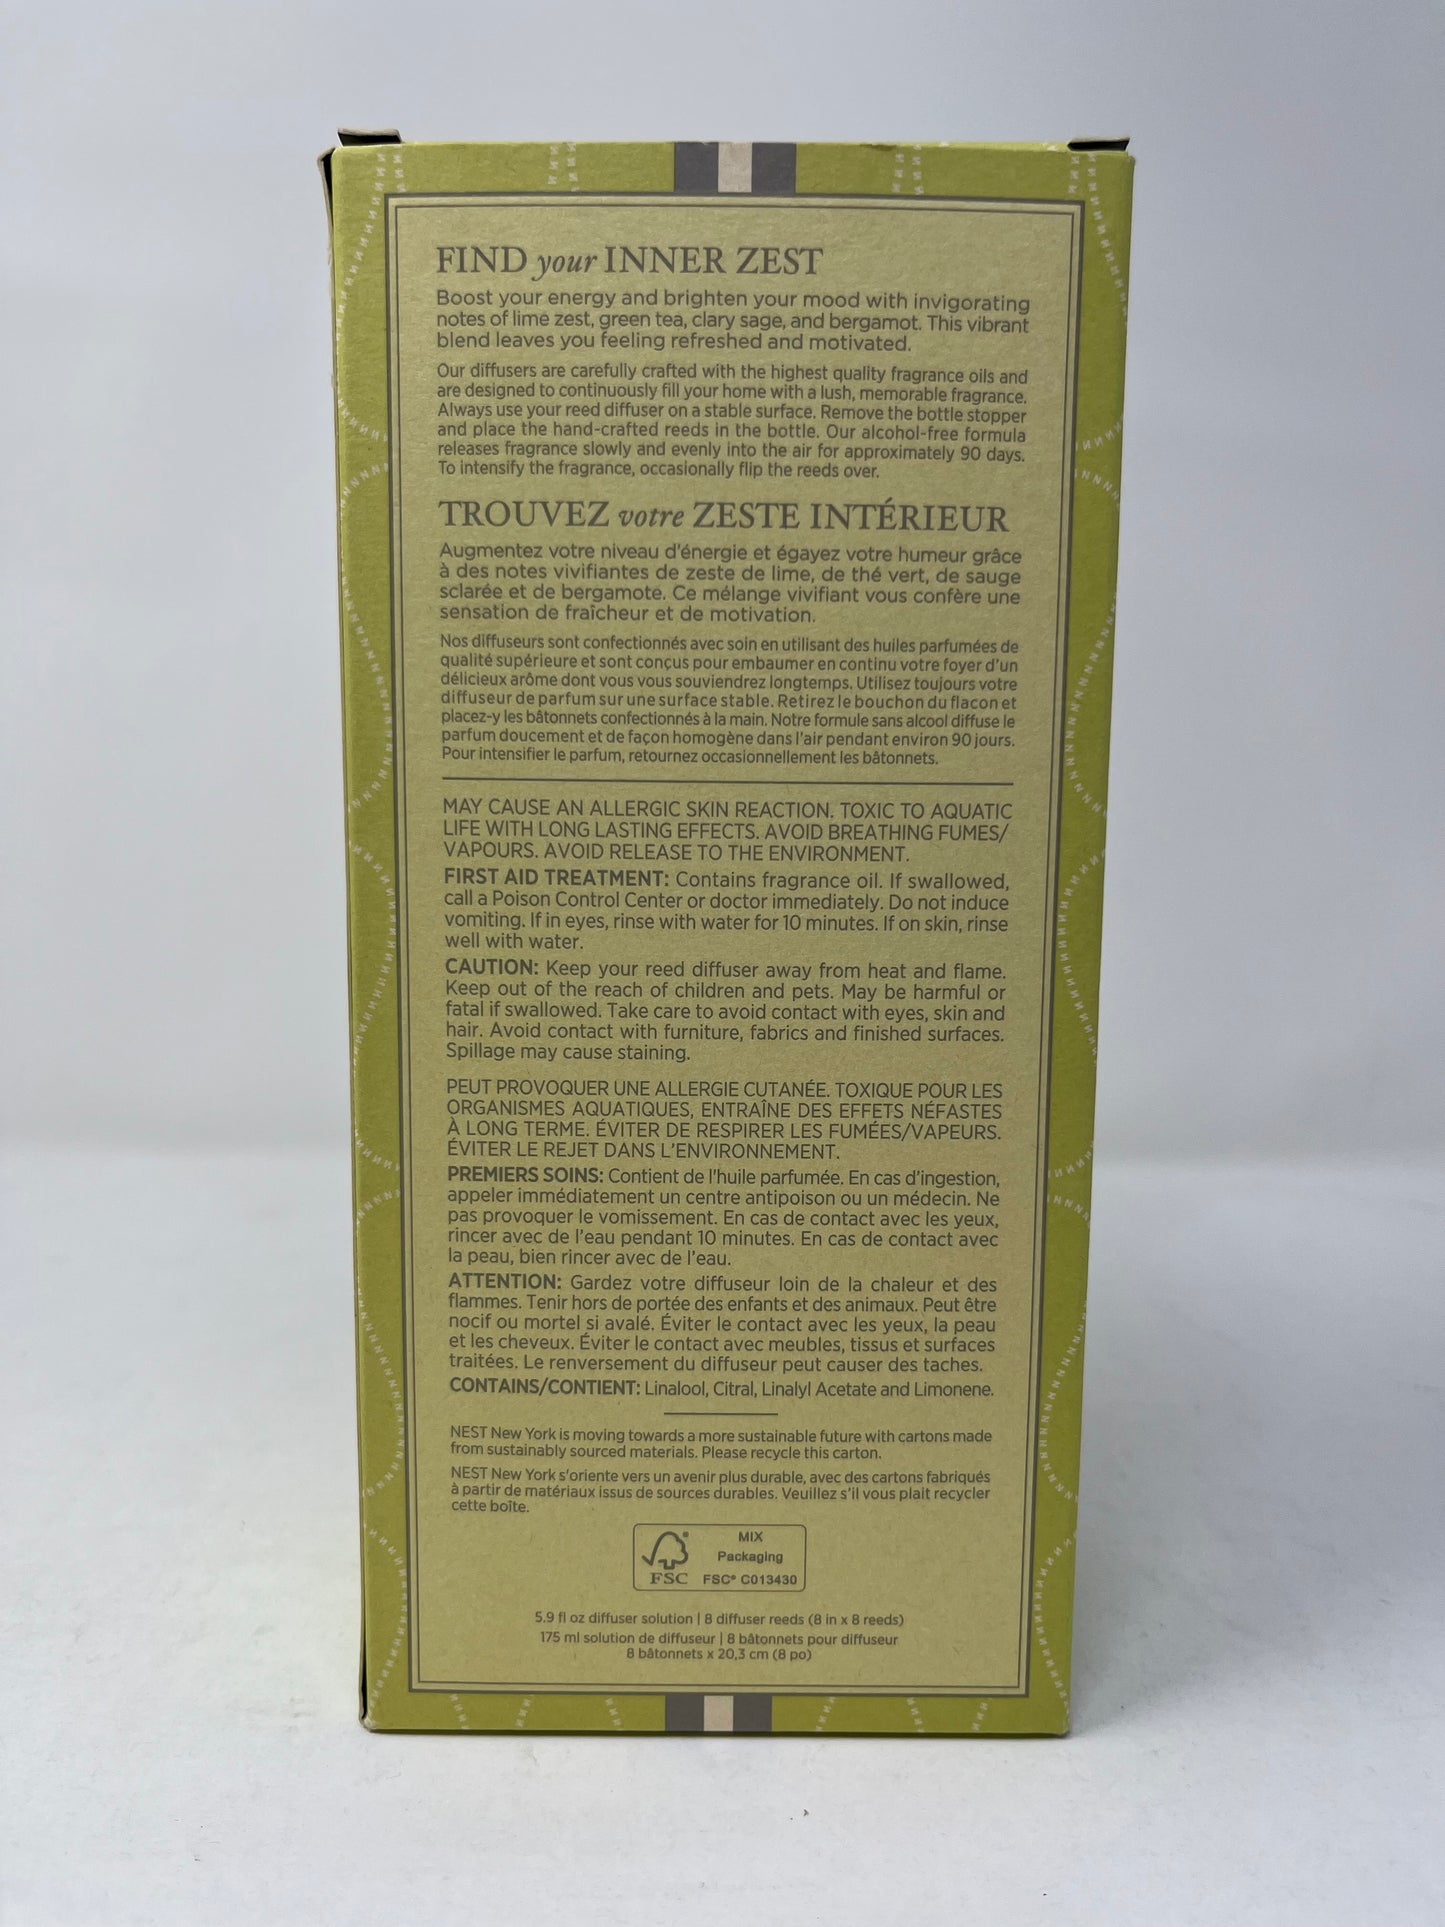 FIND your INNER ZEST
Boost your energy and brighten your mood with invigorating
notes of lime zest, green tea, clary sage, and bergamot. This vibrant
blend leaves you feeling refreshed and motivated.
Our diffusers are carefully crafted with the highest quality fragrance oils and
are designed to continuously fill your home with a lush, memorable fragrance.
Always use your reed diffuser on a stable surface. Remove the bottle stopper
and place the hand-crafted reeds in the bottle. Our alcohol-free formula
releases fragrance slowly and evenly into the air for approximately 90 days.
To intensify the fragrance, occasionally flip the reeds over.
TROUVEZ votre ZESTE INTÉRIEUR
Augmentez votre niveau d'énergie et égayez votre humeur grâce
à des notes vivifiantes de zeste de lime, de thé vert, de sauge
sclarée et de bergamote. Ce mélange vivifiant vous confère une
sensation de fraîcheur et de motivation.
Nos diffuseurs sont confectionnés avec soin en utilisant des huiles parfumées de
qualité supérieure et sont conçus pour embaumer en continu votre foyer d'un
délicieux arôme dont vous vous souviendrez longtemps. Utilisez toujours votre
diffuseur de parfum sur une surface stable. Retirez le bouchon du flacon et
placez-y les bâtonnets confectionnés à la main. Notre formule sans alcool diffuse le
parfum doucement et de façon homogène dans l'air pendant environ 90 jours.
Pour intensifier le parfum, retournez occasionnellement les bâtonnets.
MAY CAUSE AN ALLERGIC SKIN REACTION. TOXIC TO AQUATIC
LIFE WITH LONG LASTING EFFECTS. AVOID BREATHING FUMES/
VAPOURS. AVOID RELEASE TO THE ENVIRONMENT.
FIRST AID TREATMENT: Contains fragrance oil. If swallowed,
call a Poison Control Center or doctor immediately. Do not induce
vomiting. If in eyes, rinse with water for 10 minutes. If on skin, rinse
well with water.
CAUTION: Keep your reed diffuser away from heat and flame.
Keep out of the reach of children and pets. May be harmful or
fatal if swallowed. Take care to avoid contact with eyes, skin and
hair. Avoid contact with furniture, fabrics and finished surfaces.
Spillage may cause staining.
PEUT PROVOQUER UNE ALLERGIE CUTANÉE. TOXIQUE POUR LES
ORGANISMES AQUATIQUES, ENTRAÎNE DES EFFETS NÉFASTES
À LONG TERME. ÉVITER DE RESPIRER LES FUMÉES/VAPEURS.
ÉVITER LE REJET DANS L'ENVIRONNEMENT.
PREMIERS SOINS: Contient de l'huile parfumée. En cas d'ingestion,
appeler immédiatement un centre antipoison ou un médecin. Ne
pas provoquer le vomissement. En cas de contact avec les yeux,
rincer avec de l'eau pendant 10 minutes. En cas de contact avec
la peau, bien rincer avec de l'eau.
ATTENTION: Gardez votre diffuseur loin de la chaleur et des
flammes. Tenir hors de portée des enfants et des animaux. Peut être
nocif ou mortel si avalé. Éviter le contact avec les yeux, la peau
et les cheveux. Éviter le contact avec meubles, tissus et surfaces
traitées. Le renversement du diffuseur peut causer des taches.
CONTAINS/CONTIENT: Linalool, Citral, Linalyl Acetate and Limonene.
NEST New York is moving towards a more sustainable future with cartons made
from sustainably sourced materials. Please recycle this carton.
NEST New York s'oriente vers un avenir plus durable, avec des cartons fabriqués
à partir de matériaux issus de sources durables. Veuillez s'il vous plait recycler
cette boîte.
MIX
Packaging
FSC FSC® C013430
5.9 fl oz diffuser solution | 8 diffuser reeds (8 in x 8 reeds)
175 ml solution de diffuseur | 8 bâtonnets pour diffuseur
8 bâtonnets x 20,3 cm (8 po)